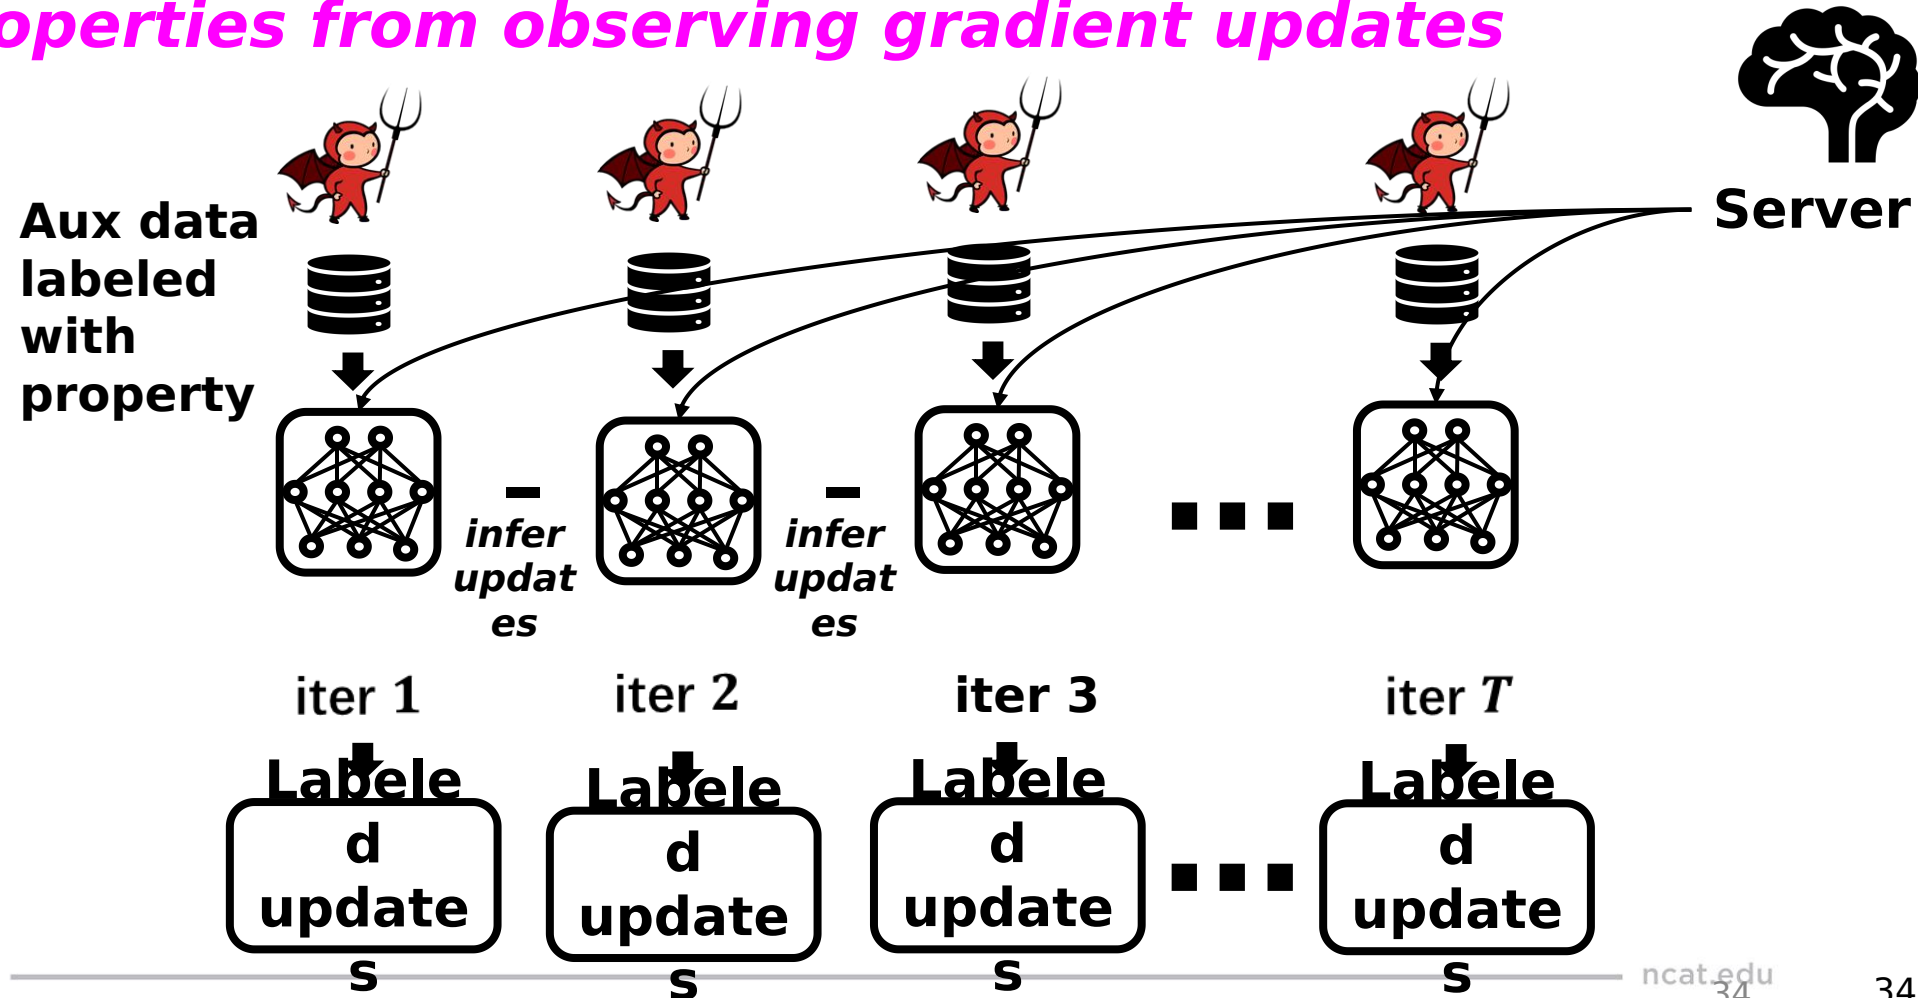 operties from observing gradient updates
Server
Aux data
labeled
with
property
infer
updat
es
infer
updat
es
iter 1
iter 2
iter 3
iter T
Labele
d
update
s
Labele
d
update
s
Labele
d
update
s
Labele
d
update
s
ncat.edu
34
34